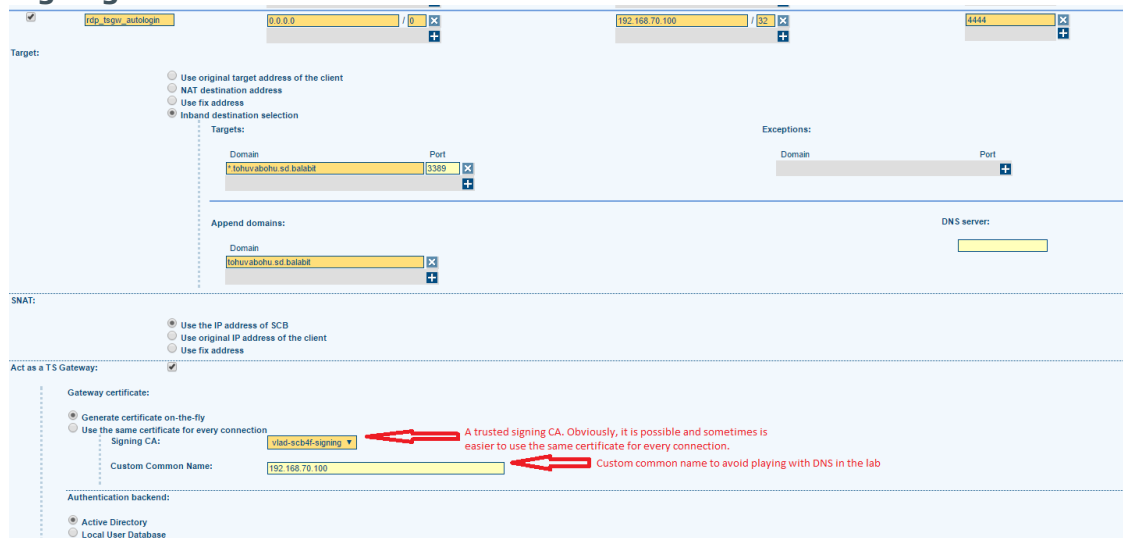 rdp_tsgw_autologin 0.0.0.0 / 0 192.168.70.100 / 32 4444
Target:
Use original target address of the client
NAT destination address
Use fix address
Inband destination selection
Targets: Exceptions:
Domain Port Domain Port
*.tohuvabohu.sd.balabit 3389
Append domains: DNS server:
Domain
tohuvabohu.sd.balabit
SNAT:
Use the IP address of SCB
Use original IP address of the client
Use fix address
Act as a TS Gateway:
Gateway certificate:
Generate certificate on-the-fly
Use the same certificate for every connection
Signing CA: vlad-scb4f-signing
A trusted signing CA. Obviously, it is possible and sometimes is
easier to use the same certificate for every connection.
Custom Common Name: 192.168.70.100 Custom common name to avoid playing with DNS in the lab
Authentication backend:
Active Directory
Local User Database